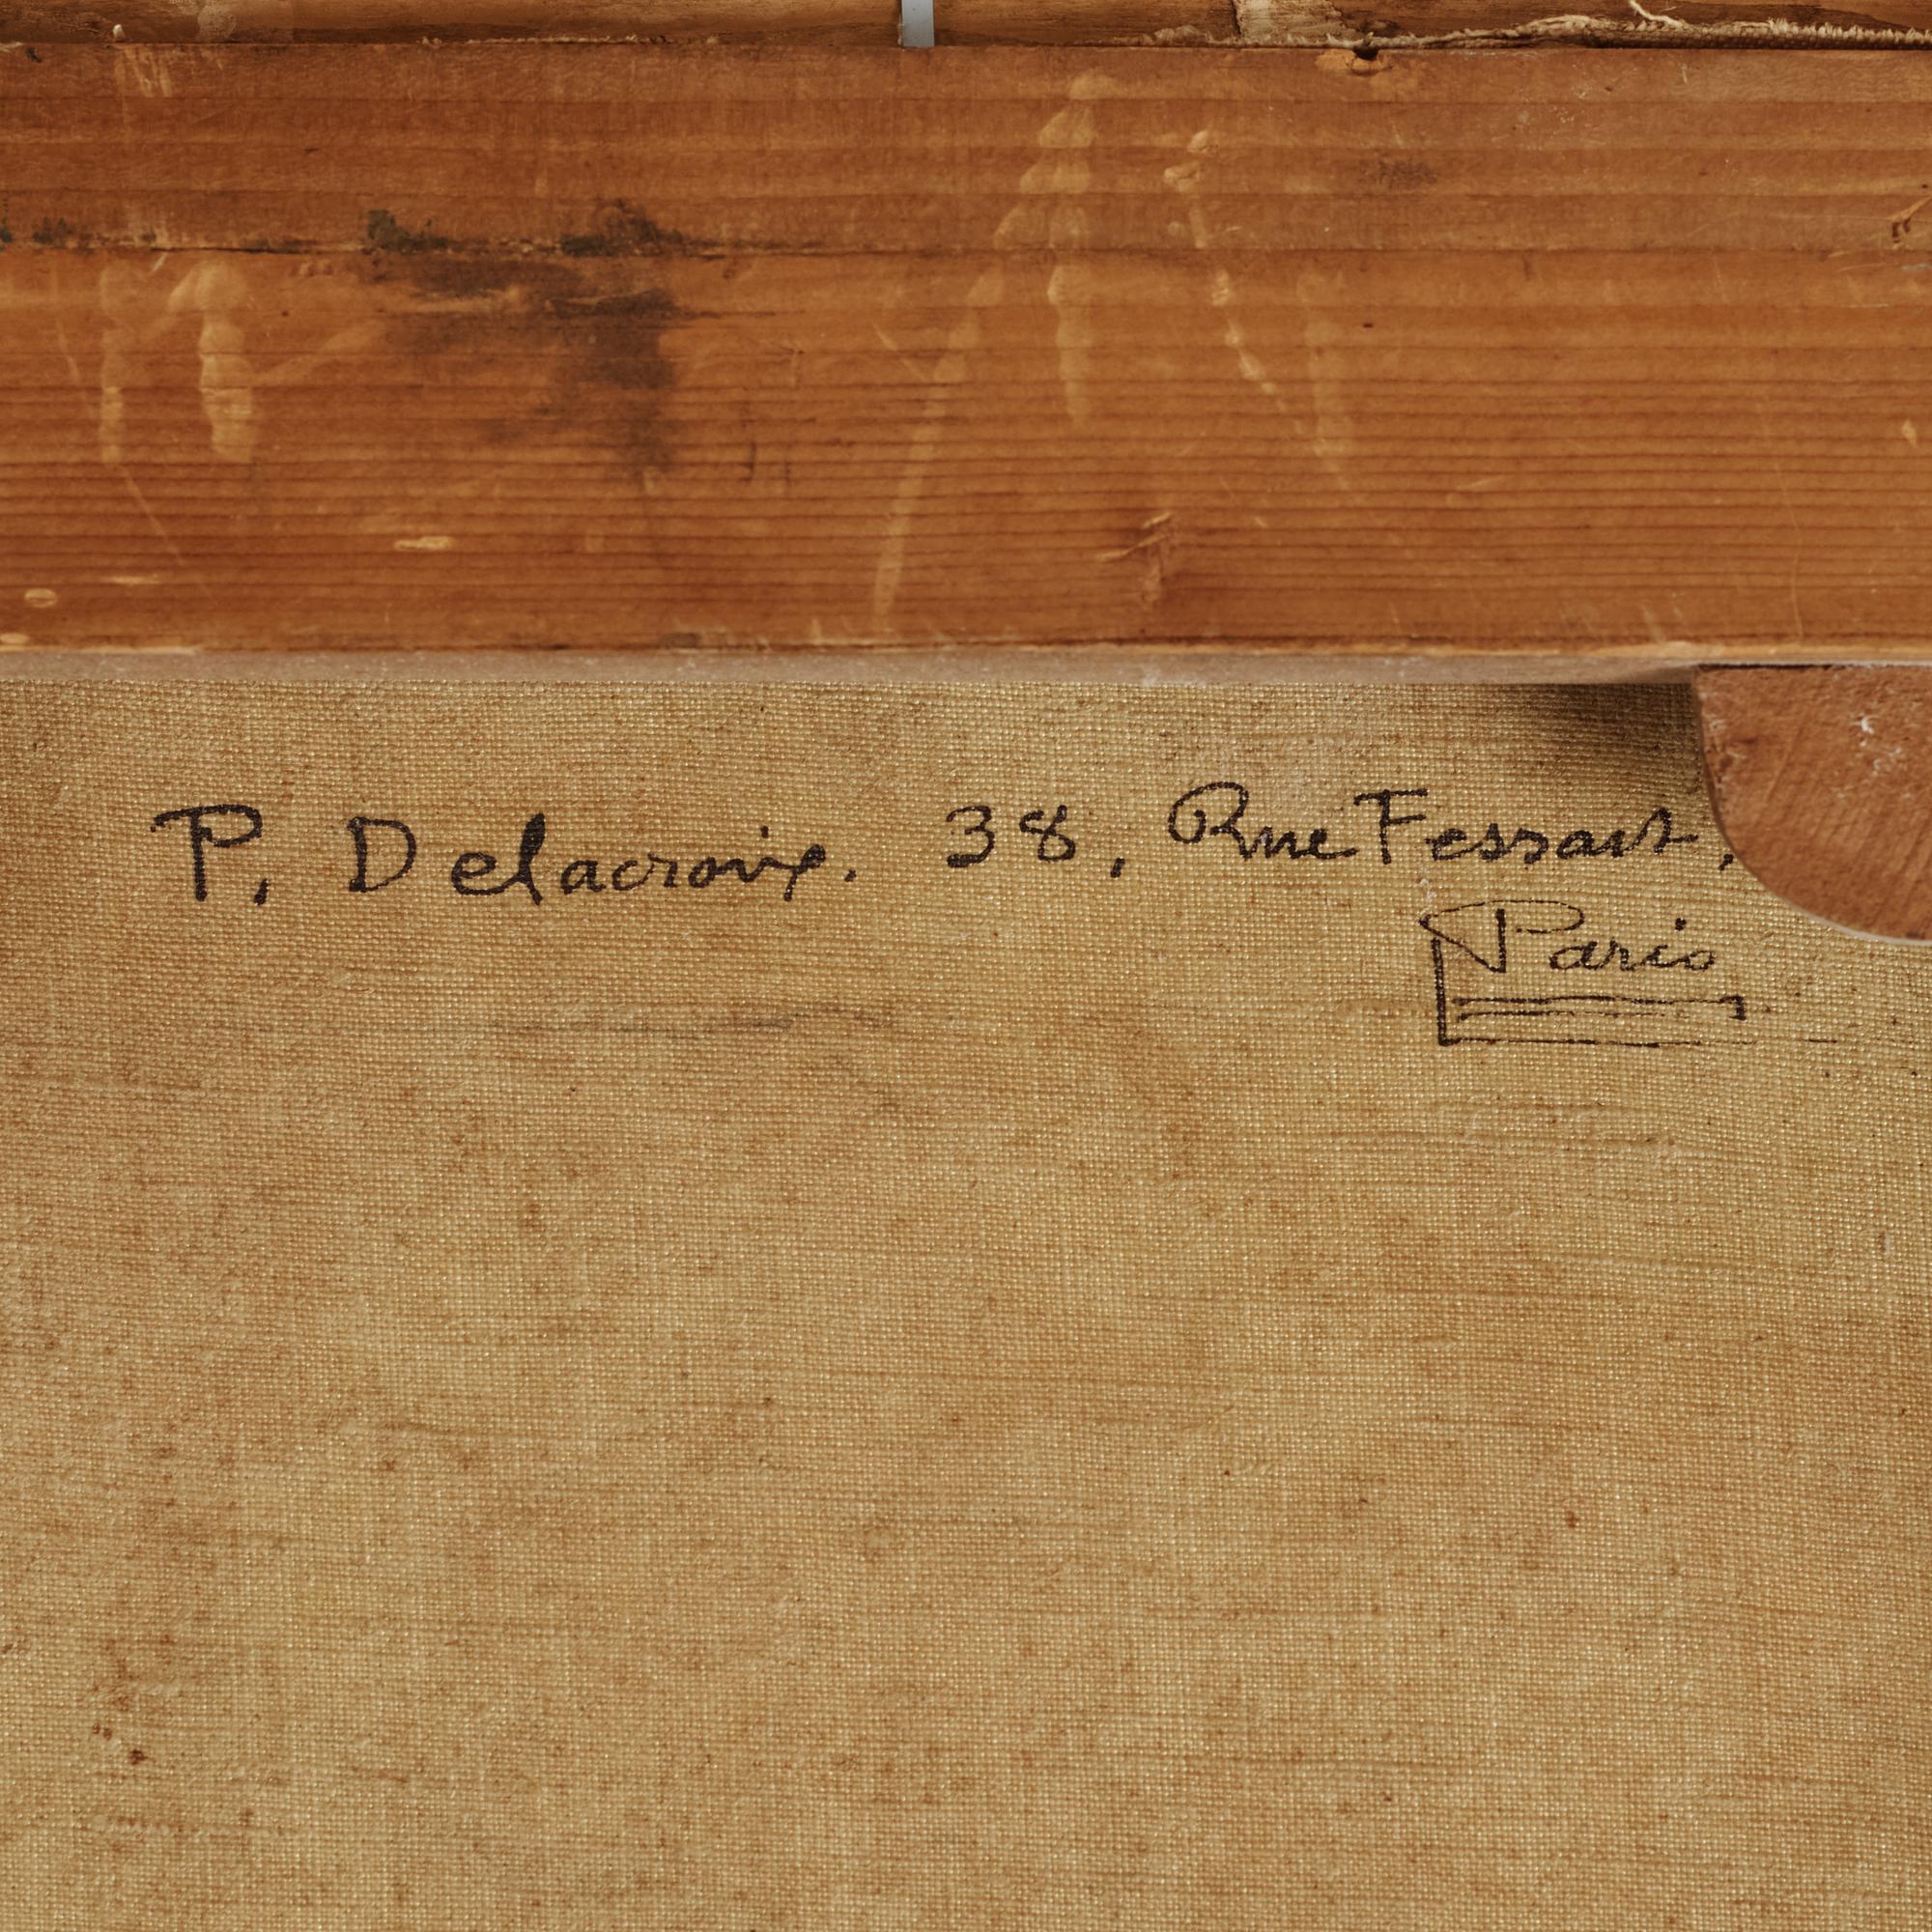 P. Delacroix. 38, Rue Fessart,
Paris